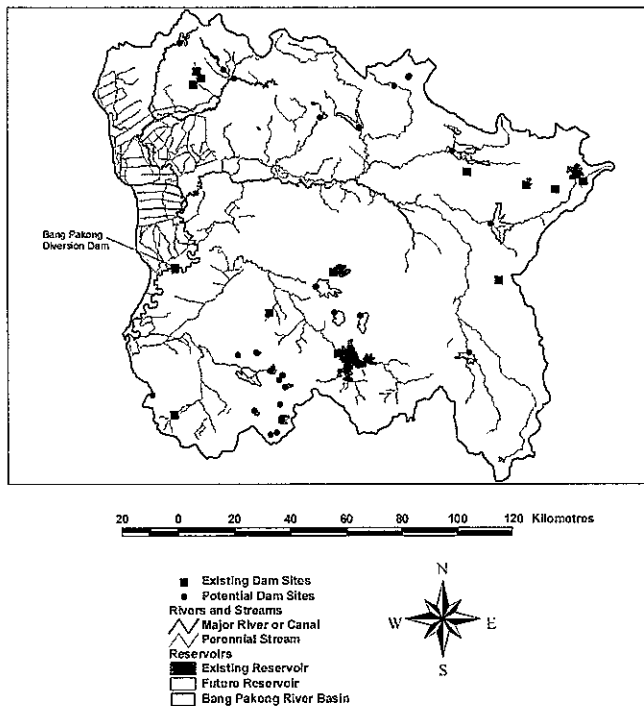 Bang Pakong
Diversion Dam
20 0 20 40 60 80 100 120 Kilometres
N
W E
S
Existing Dam Sites
Potential Dam Sites
Rivers and Streams
Major River or Canal
Perennial Stream
Reservoirs
Existing Reservoir
Future Reservoir
Bang Pakong River Basin